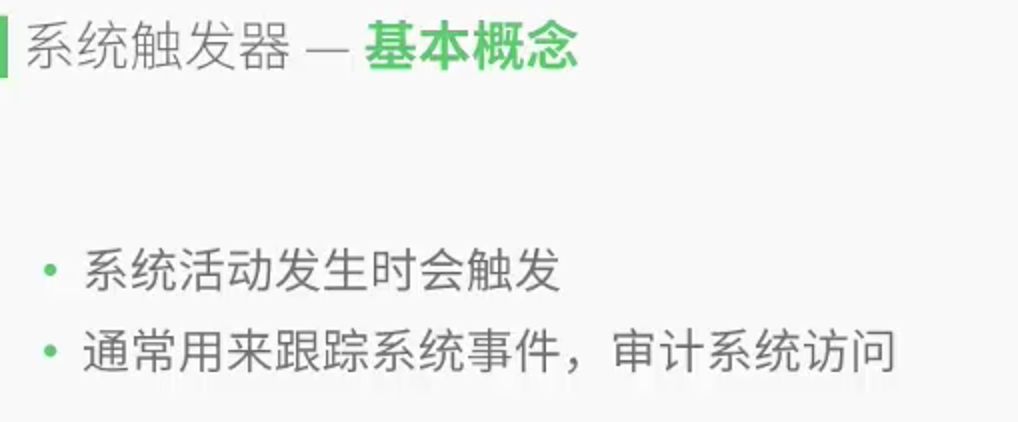 系统触发器 — 基本概念
• 系统活动发生时会触发
• 通常用来跟踪系统事件，审计系统访问